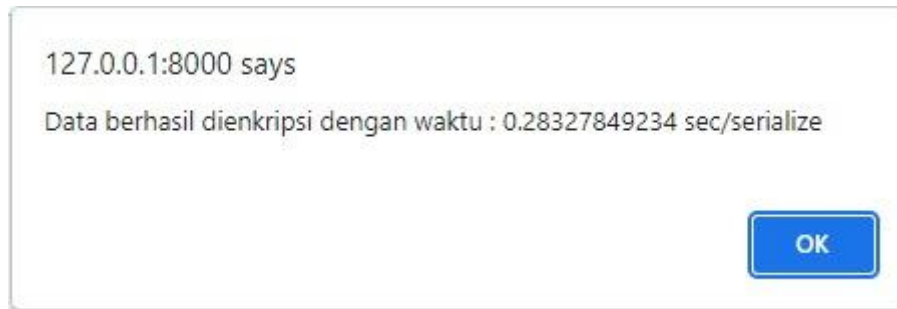 127.0.0.1:8000 says
Data berhasil dienkripsi dengan waktu : 0.28327849234 sec/serialize
OK